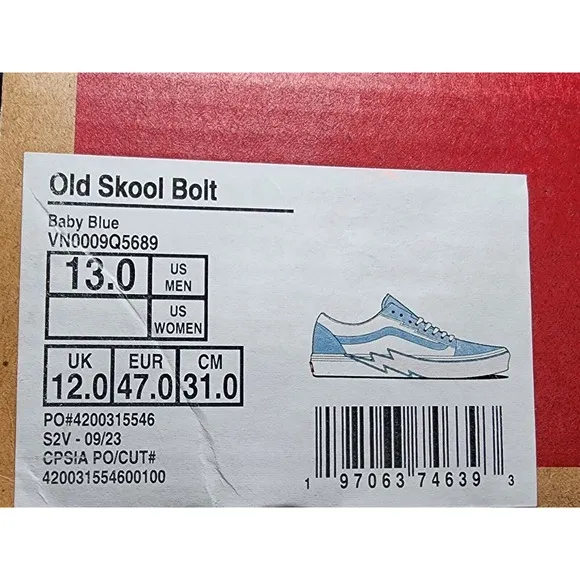 Old Skool Bolt
Baby Blue
VN0009Q5689
13.0 US MEN
US WOMEN
UK EUR CM
12.0 47.0 31.0
PO#4200315546
S2V - 09/23
CPSIA PO/CUT#
420031554600100
1 97063 74639 3